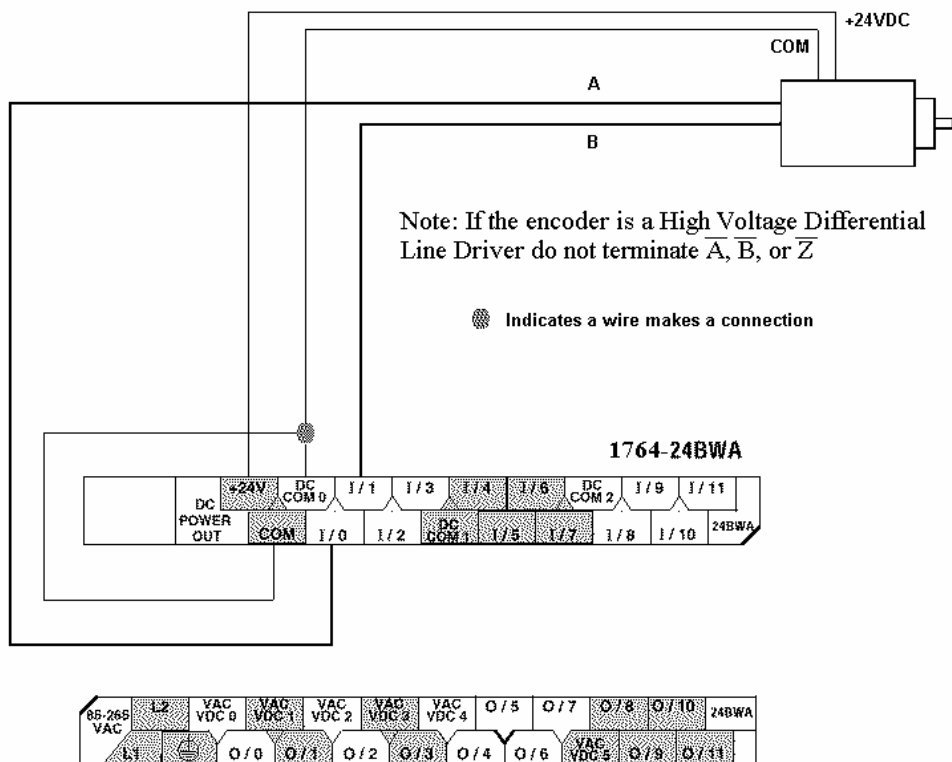 +24VDC
COM
A
B
Note: If the encoder is a High Voltage Differential
Line Driver do not terminate A̅, B̅, or Z̅
Indicates a wire makes a connection
1764-24BWA
+24V DC COM 0 I/1 I/3 I/4 I/6 DC COM 2 I/9 I/11
DC POWER OUT COM I/0 I/2 DC COM 1 I/5 I/7 I/8 I/10 24BWA
85-265 VAC L2 VAC VDC 0 VAC VDC 1 VAC VDC 2 VAC VDC 3 VAC VDC 4 O/5 O/7 O/8 O/10 24BWA
L1 O/0 O/1 O/2 O/3 O/4 O/6 VAC VDC 5 O/9 O/11